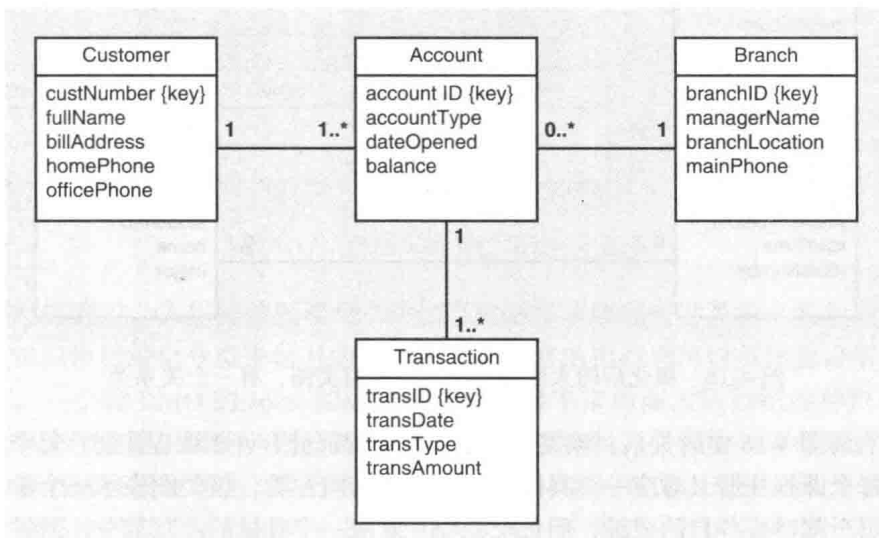 Customer
custNumber {key}
fullName
billAddress
homePhone
officePhone
1
1..*
Account
account ID {key}
accountType
dateOpened
balance
0..*
1
Branch
branchID {key}
managerName
branchLocation
mainPhone
1
1..*
Transaction
transID {key}
transDate
transType
transAmount